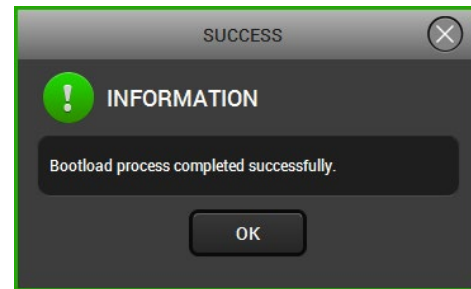 SUCCESS
INFORMATION
Bootload process completed successfully.
OK